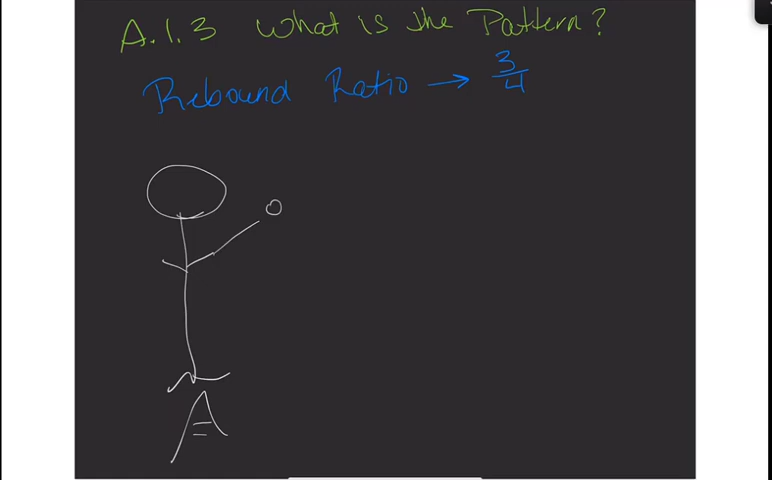 A.1.3 What is the Pattern?
Rebound Ratio → 3/4